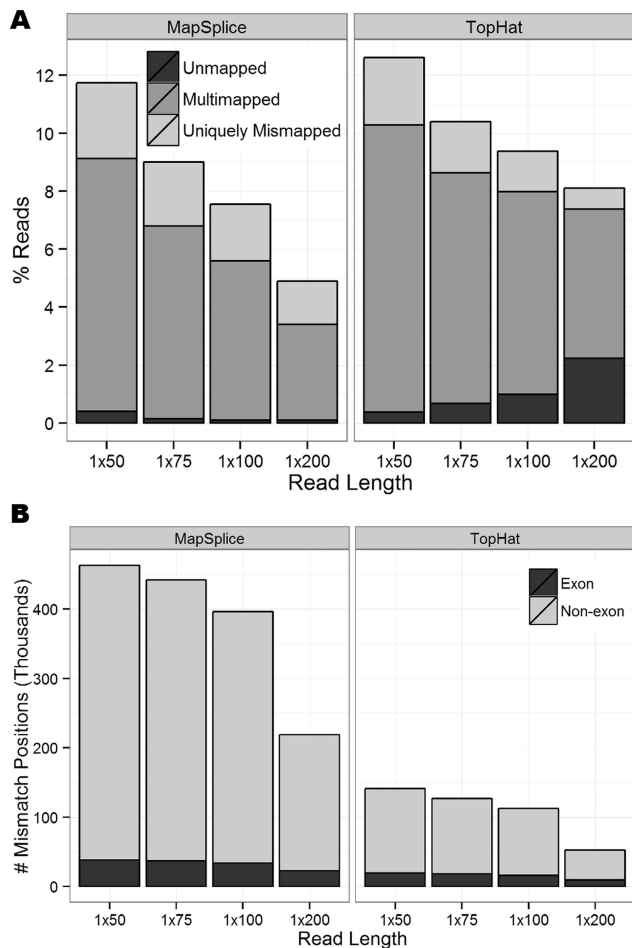 A
MapSplice
TopHat
Unmapped
Multimapped
Uniquely Mismapped
% Reads
12
10
8
6
4
2
0
1x50
1x75
1x100
1x200
1x50
1x75
1x100
1x200
Read Length
B
MapSplice
TopHat
Exon
Non-exon
# Mismatch Positions (Thousands)
400
300
200
100
0
1x50
1x75
1x100
1x200
1x50
1x75
1x100
1x200
Read Length